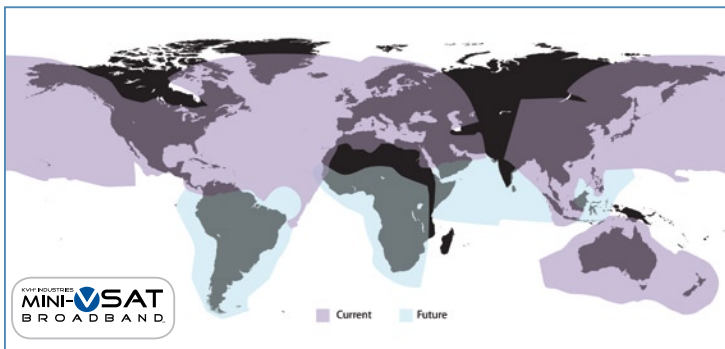 Current
Future
KVH® INDUSTRIES
MINI-VSAT
BROADBAND